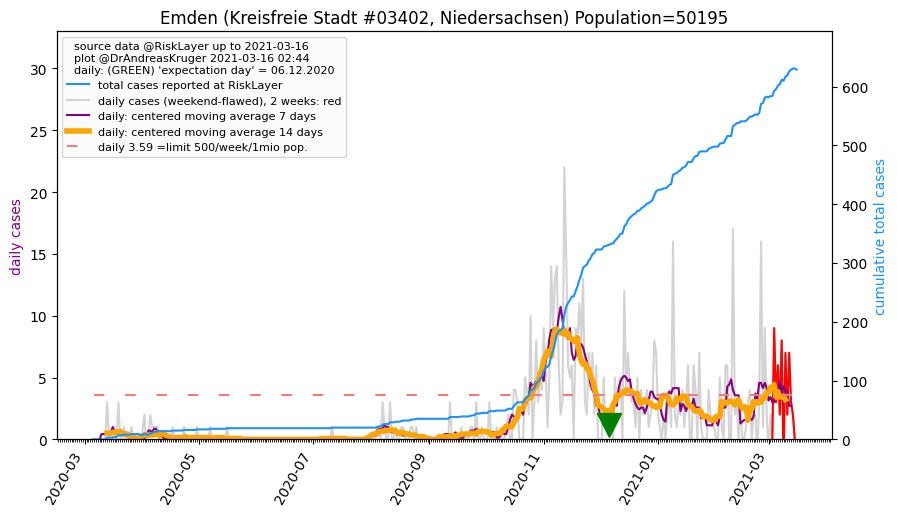 Emden (Kreisfreie Stadt #03402, Niedersachsen) Population=50195
source data @RiskLayer up to 2021-03-16
plot @DrAndreasKruger 2021-03-16 02:44
daily: (GREEN) 'expectation day' = 06.12.2020
total cases reported at RiskLayer
daily cases (weekend-flawed), 2 weeks: red
daily: centered moving average 7 days
daily: centered moving average 14 days
daily 3.59 =limit 500/week/1mio pop.
daily cases
30
25
20
15
10
5
0
cumulative total cases
600
500
400
300
200
100
0
2020-03
2020-05
2020-07
2020-09
2020-11
2021-01
2021-03